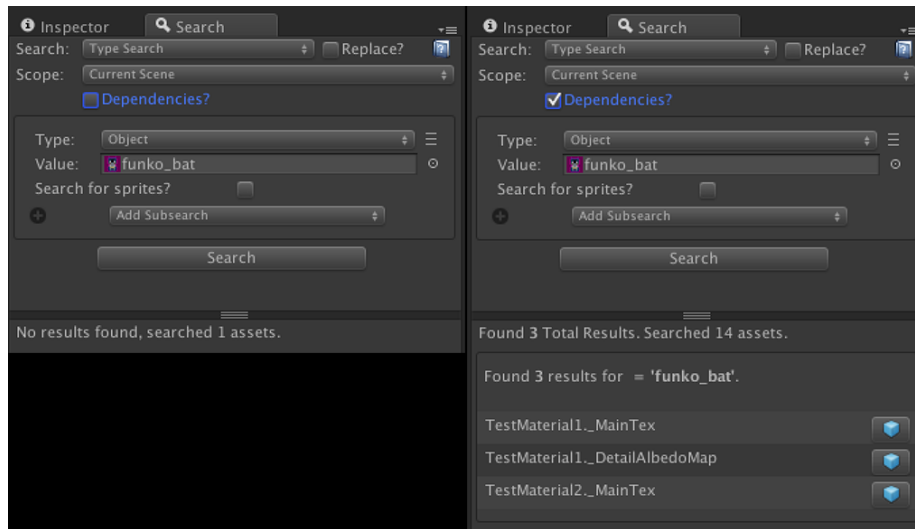 Inspector
Search
Search:
Type Search
Replace?
Scope:
Current Scene
Dependencies?
Type:
Object
Value:
funko_bat
Search for sprites?
Add Subsearch
Search
No results found, searched 1 assets.
Inspector
Search
Search:
Type Search
Replace?
Scope:
Current Scene
Dependencies?
Type:
Object
Value:
funko_bat
Search for sprites?
Add Subsearch
Search
Found 3 Total Results. Searched 14 assets.
Found 3 results for = 'funko_bat'.
TestMaterial1._MainTex
TestMaterial1._DetailAlbedoMap
TestMaterial2._MainTex